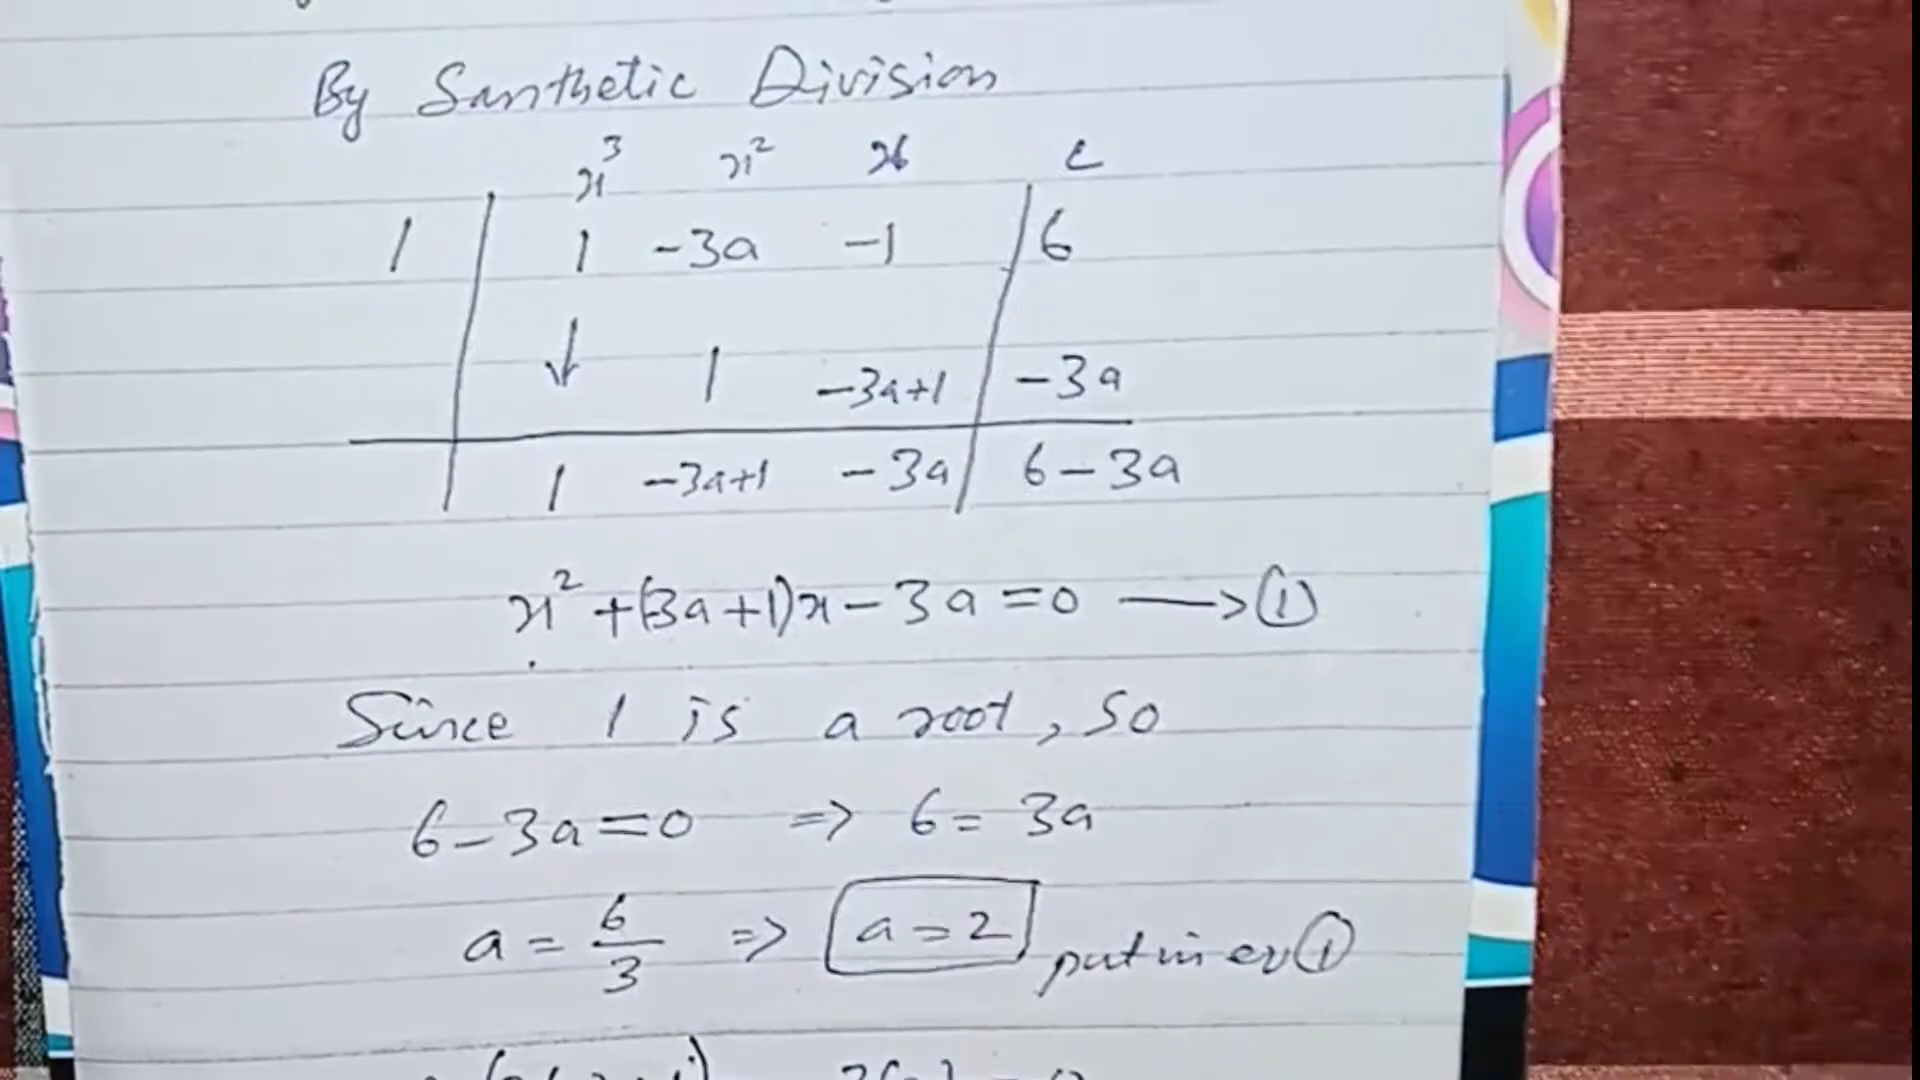 By Santhetic Division
x³ x² x c
1 1 -3a -1 6
↓ 1 -3a+1 -3a
1 -3a+1 -3a 6-3a
x² + (-3a+1)x - 3a = 0 → ①
Since 1 is a root, so
6-3a=0 ⇒ 6 = 3a
a = 6/3 ⇒ a=2 put in eq ①